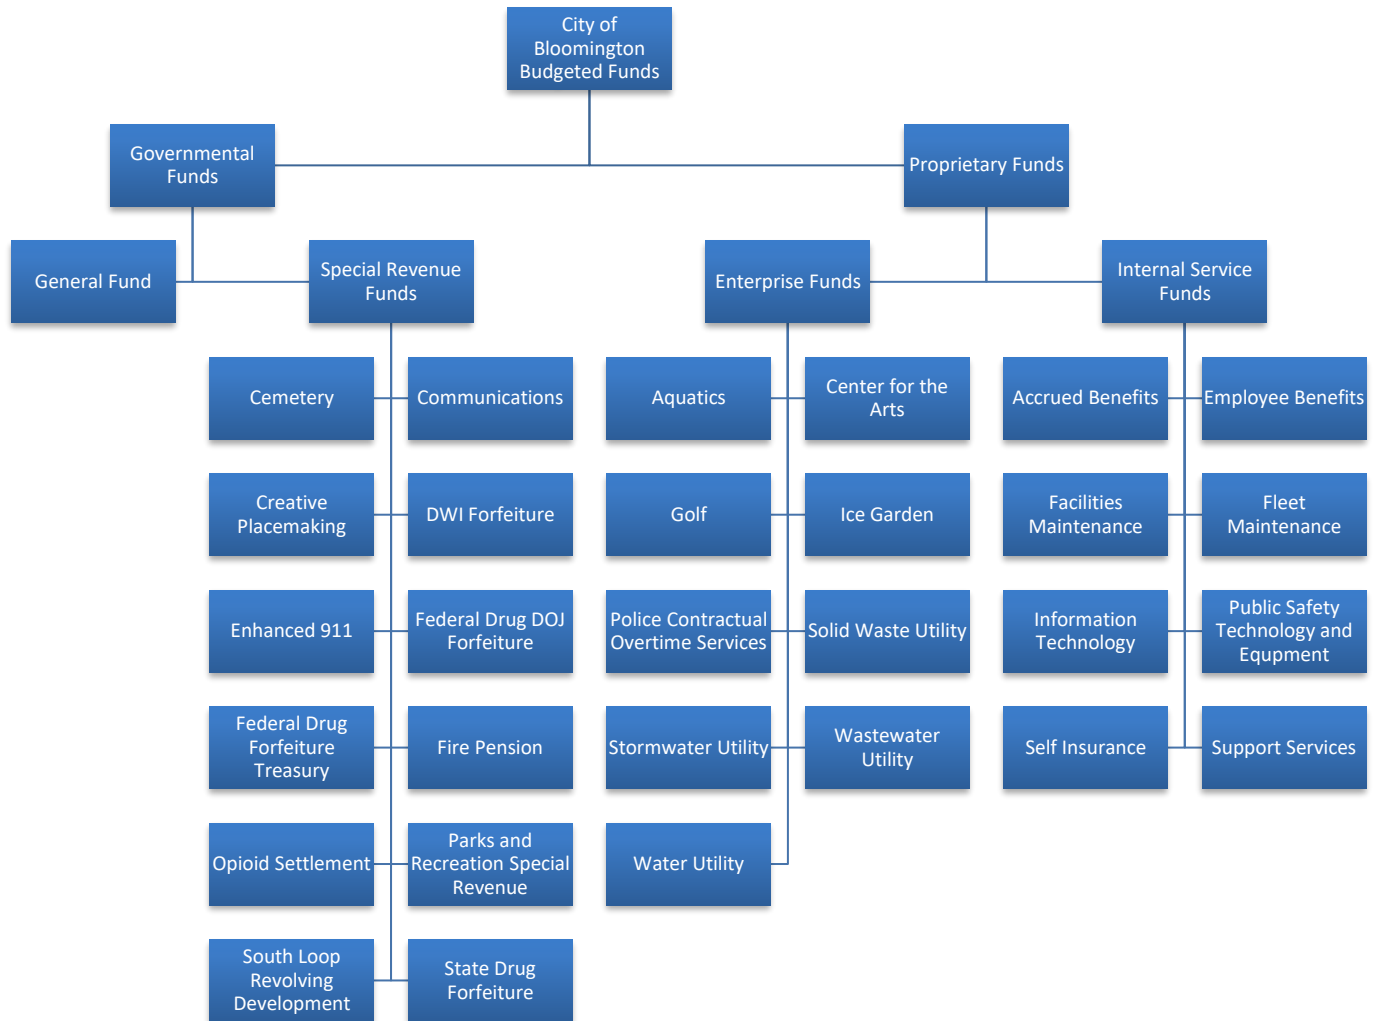 City of
Bloomington
Budgeted Funds
Governmental
Funds
Proprietary Funds
General Fund
Special Revenue
Funds
Enterprise Funds
Internal Service
Funds
Cemetery
Communications
Aquatics
Center for the
Arts
Accrued Benefits
Employee Benefits
Creative
Placemaking
DWI Forfeiture
Golf
Ice Garden
Facilities
Maintenance
Fleet
Maintenance
Enhanced 911
Federal Drug DOJ
Forfeiture
Police Contractual
Overtime Services
Solid Waste Utility
Information
Technology
Public Safety
Technology and
Equpment
Federal Drug
Forfeiture
Treasury
Fire Pension
Stormwater Utility
Wastewater
Utility
Self Insurance
Support Services
Opioid Settlement
Parks and
Recreation Special
Revenue
Water Utility
South Loop
Revolving
Development
State Drug
Forfeiture